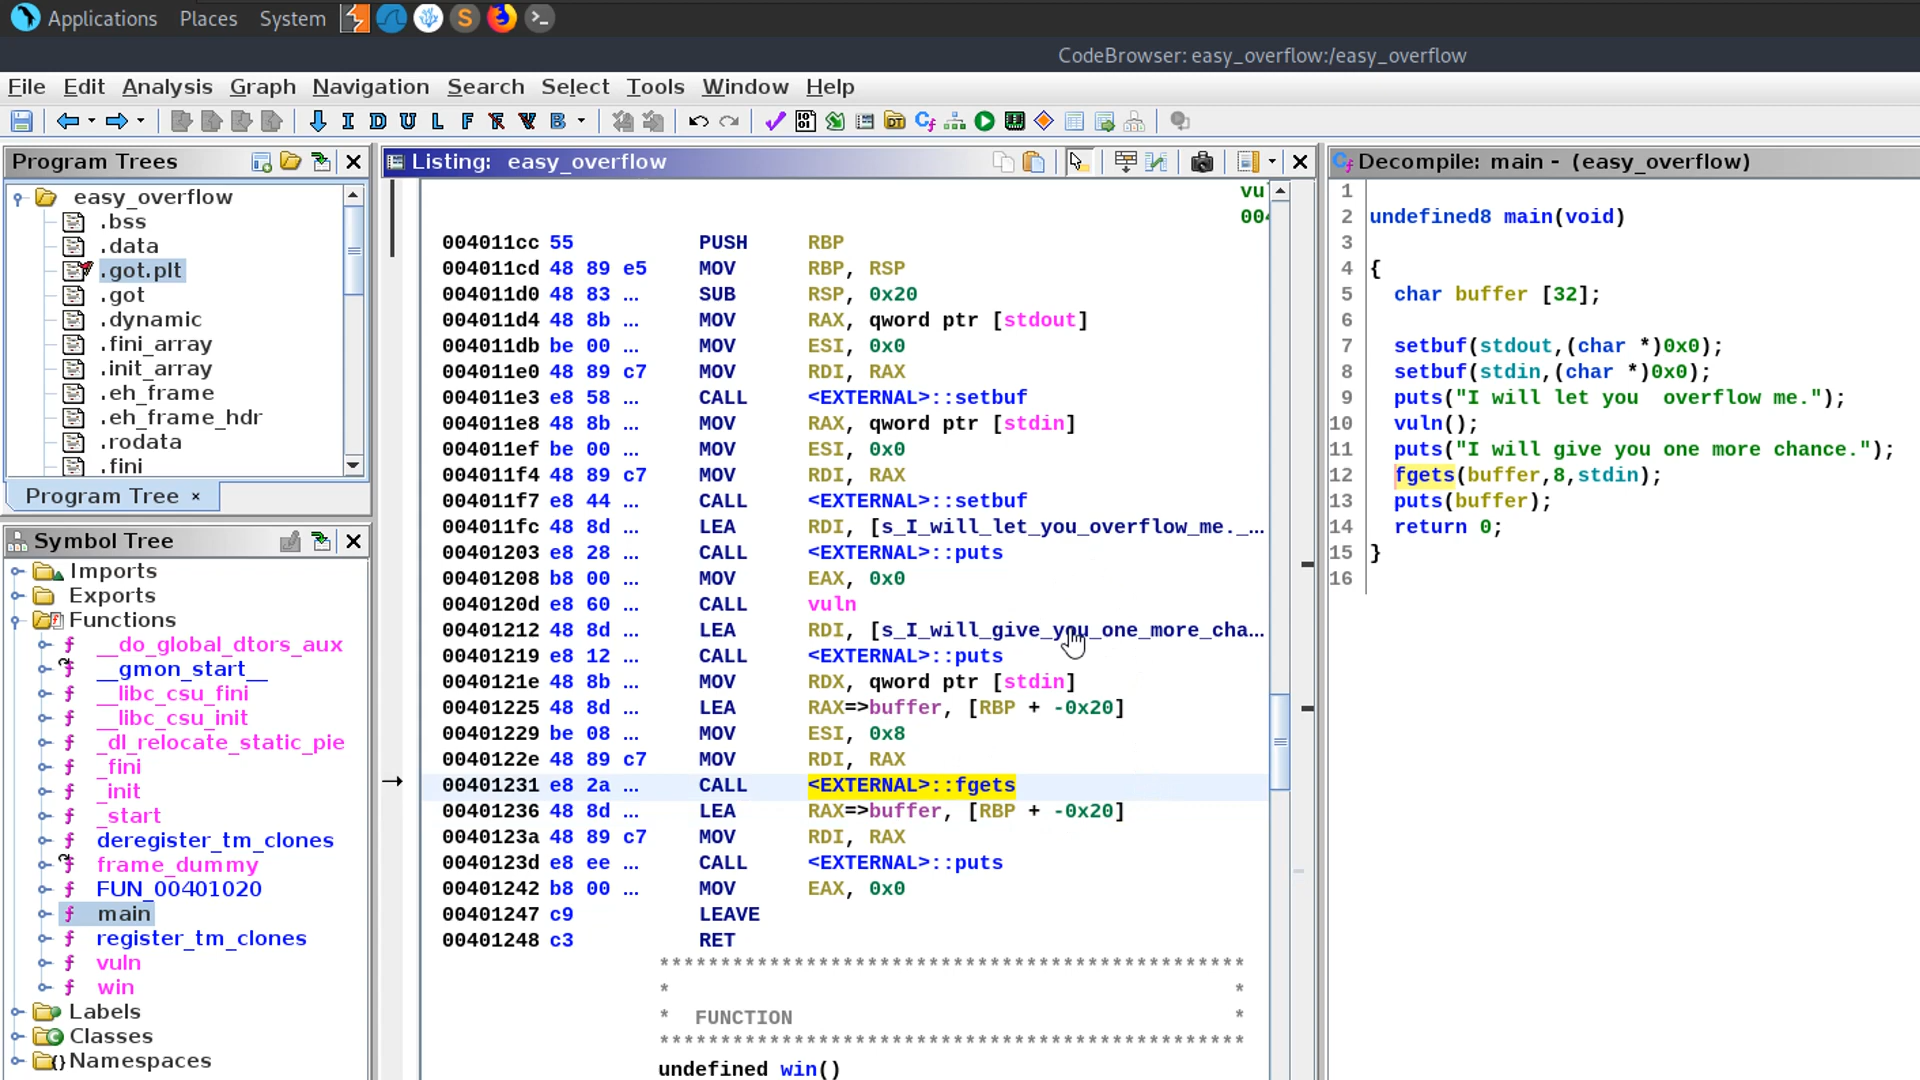 Applications Places System
CodeBrowser: easy_overflow:/easy_overflow
File Edit Analysis Graph Navigation Search Select Tools Window Help
I D U L F B
Program Trees
easy_overflow
.bss
.data
.got.plt
.got
.dynamic
.fini_array
.init_array
.eh_frame
.eh_frame_hdr
.rodata
.fini
Program Tree ×
Symbol Tree
Imports
Exports
Functions
__do_global_dtors_aux
__gmon_start__
__libc_csu_fini
__libc_csu_init
_dl_relocate_static_pie
_fini
_init
_start
deregister_tm_clones
frame_dummy
FUN_00401020
main
register_tm_clones
vuln
win
Labels
Classes
Namespaces
Listing: easy_overflow
vu
004
004011cc 55 PUSH RBP
004011cd 48 89 e5 MOV RBP, RSP
004011d0 48 83 ... SUB RSP, 0x20
004011d4 48 8b ... MOV RAX, qword ptr [stdout]
004011db be 00 ... MOV ESI, 0x0
004011e0 48 89 c7 MOV RDI, RAX
004011e3 e8 58 ... CALL <EXTERNAL>::setbuf
004011e8 48 8b ... MOV RAX, qword ptr [stdin]
004011ef be 00 ... MOV ESI, 0x0
004011f4 48 89 c7 MOV RDI, RAX
004011f7 e8 44 ... CALL <EXTERNAL>::setbuf
004011fc 48 8d ... LEA RDI, [s_I_will_let_you_overflow_me._...
00401203 e8 28 ... CALL <EXTERNAL>::puts
00401208 b8 00 ... MOV EAX, 0x0
0040120d e8 60 ... CALL vuln
00401212 48 8d ... LEA RDI, [s_I_will_give_you_one_more_cha...
00401219 e8 12 ... CALL <EXTERNAL>::puts
0040121e 48 8b ... MOV RDX, qword ptr [stdin]
00401225 48 8d ... LEA RAX=>buffer, [RBP + -0x20]
00401229 be 08 ... MOV ESI, 0x8
0040122e 48 89 c7 MOV RDI, RAX
00401231 e8 2a ... CALL <EXTERNAL>::fgets
00401236 48 8d ... LEA RAX=>buffer, [RBP + -0x20]
0040123a 48 89 c7 MOV RDI, RAX
0040123d e8 ee ... CALL <EXTERNAL>::puts
00401242 b8 00 ... MOV EAX, 0x0
00401247 c9 LEAVE
00401248 c3 RET
************************************************
* *
* FUNCTION *
************************************************
undefined win()
Decompile: main - (easy_overflow)
1
2 undefined8 main(void)
3
4 {
5 char buffer [32];
6
7 setbuf(stdout,(char *)0x0);
8 setbuf(stdin,(char *)0x0);
9 puts("I will let you  overflow me.");
10 vuln();
11 puts("I will give you one more chance.");
12 fgets(buffer,8,stdin);
13 puts(buffer);
14 return 0;
15 }
16